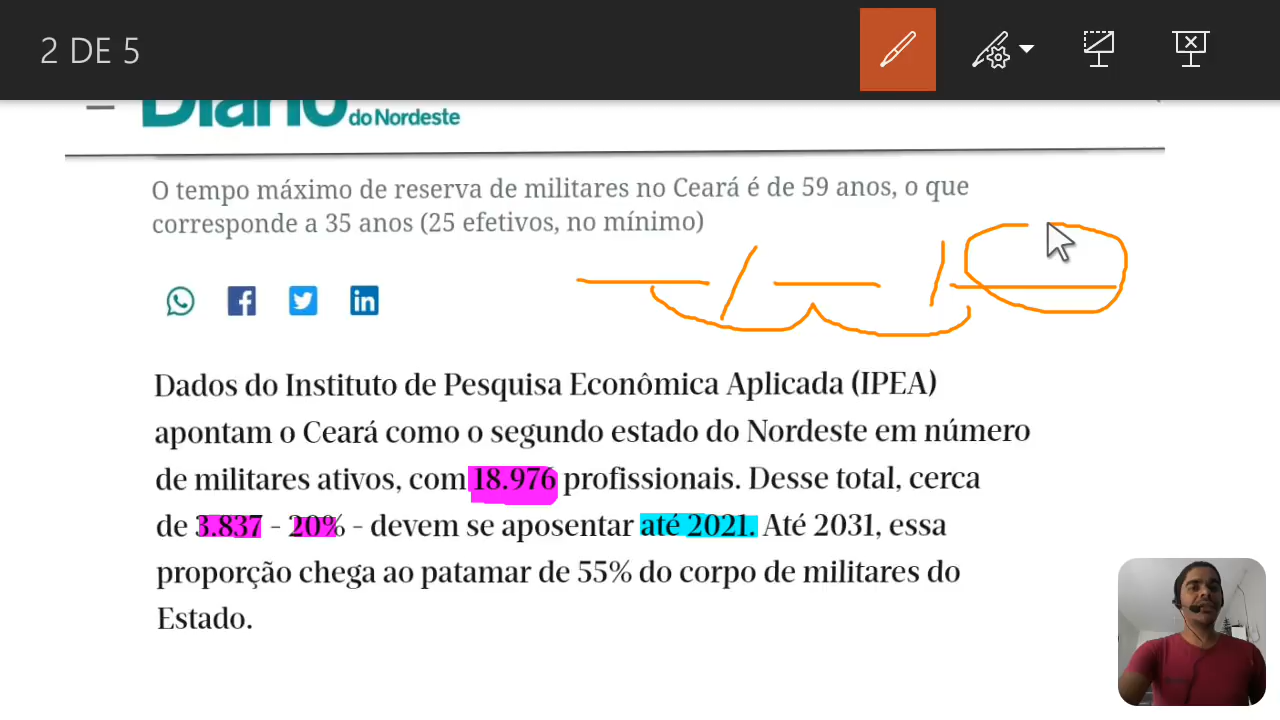 2 DE 5
Diario
do Nordeste
O tempo máximo de reserva de militares no Ceará é de 59 anos, o que
corresponde a 35 anos (25 efetivos, no mínimo)
Dados do Instituto de Pesquisa Econômica Aplicada (IPEA)
apontam o Ceará como o segundo estado do Nordeste em número
de militares ativos, com 18.976 profissionais. Desse total, cerca
de 3.837 - 20% - devem se aposentar até 2021. Até 2031, essa
proporção chega ao patamar de 55% do corpo de militares do
Estado.